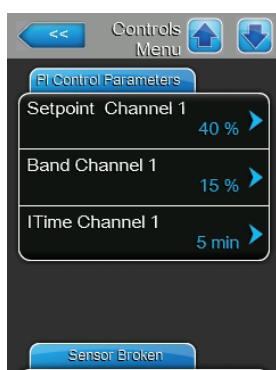 << Controls
Menu
PI Control Parameters
Setpoint Channel 1
40 %
Band Channel 1
15 %
ITime Channel 1
5 min
Sensor Broken